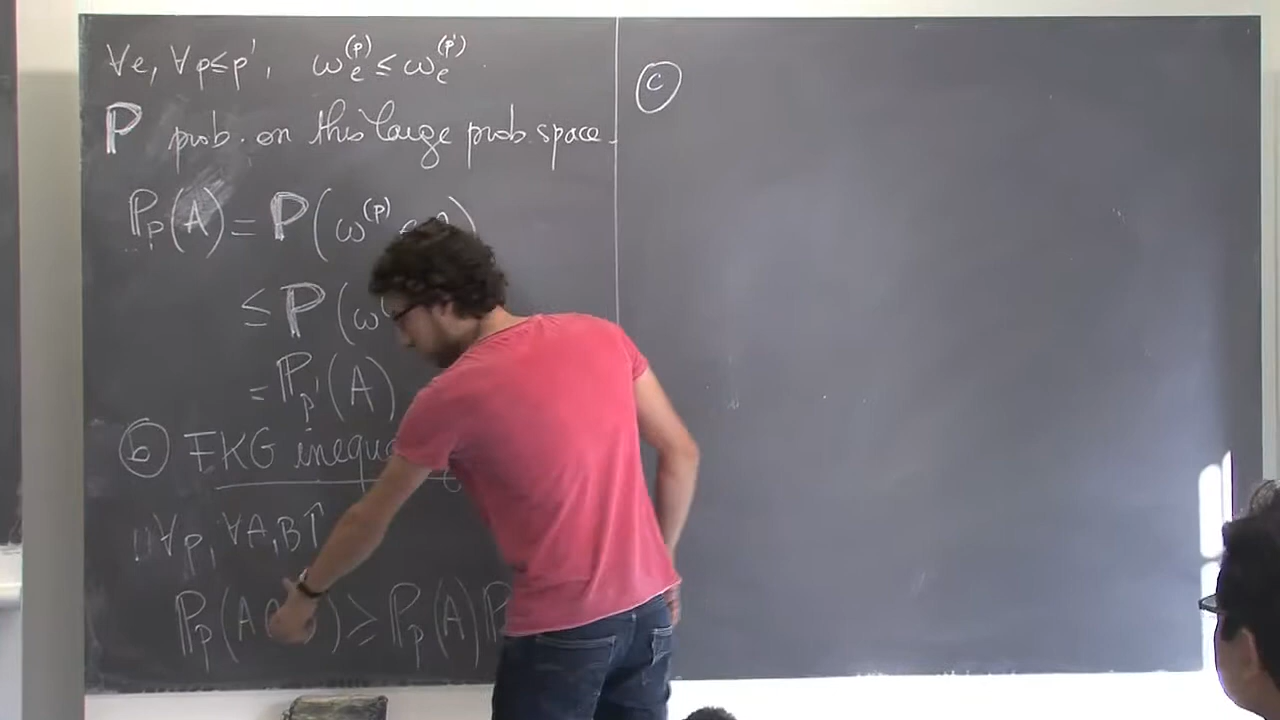 ∀e, ∀p≤p', ω_e^(p) ≤ ω_e^(p').
P prob. on this large prob. space.
P_p(A) = P(ω^(p)
≤ P(ω
= P_p'(A)
ⓑ FKG inequ
∀p, ∀A,B↑
P_p(A ) ≥ P_p(A) P
ⓒ